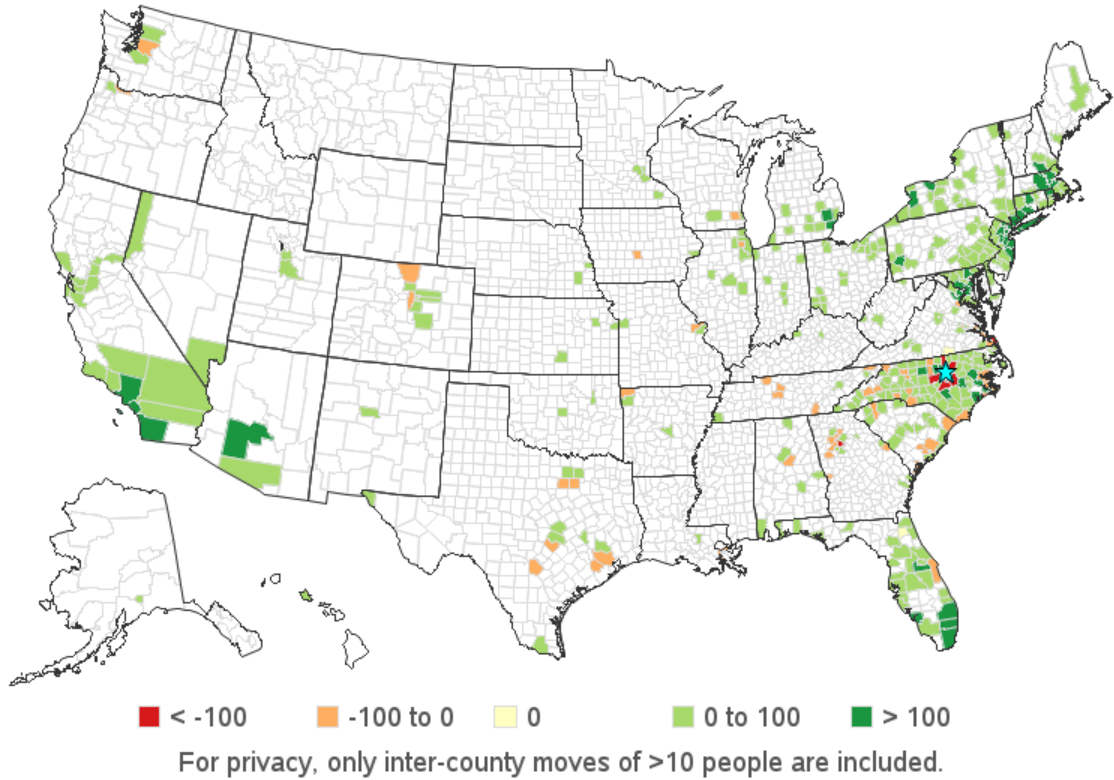 < -100 -100 to 0 0 0 to 100 > 100
For privacy, only inter-county moves of >10 people are included.